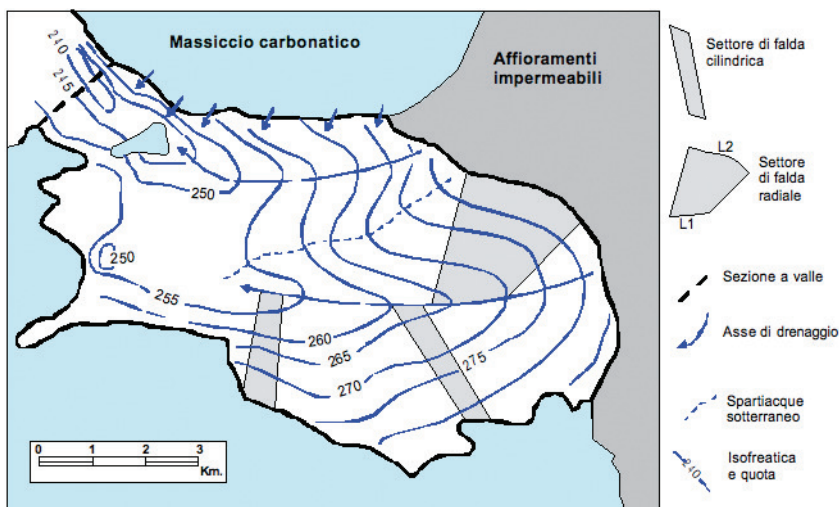 Massiccio carbonatico
Affioramenti
impermeabili
240
245
250
250
255
260
265
270
275
0 1 2 3
Km.
Settore di falda
cilindrica
L2
Settore
di falda
radiale
L1
Sezione a valle
Asse di drenaggio
Spartiacque
sotterraneo
240
Isofreatica
e quota